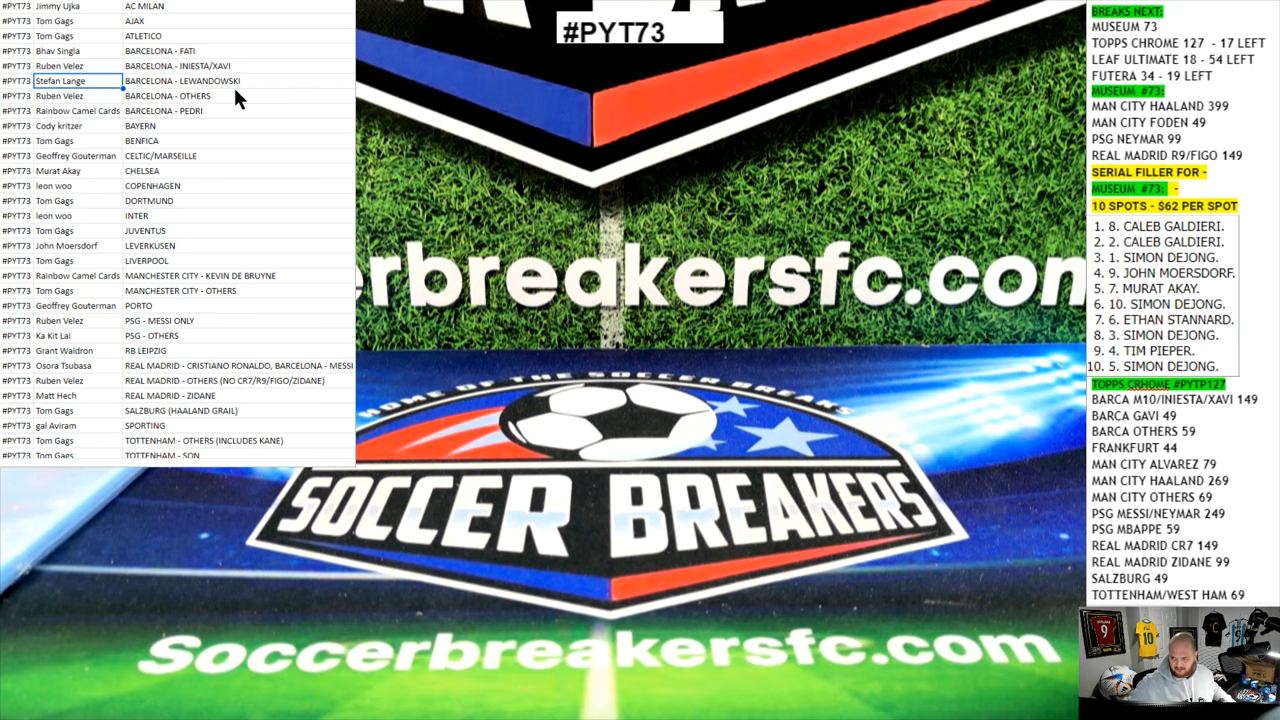 #PYT73 Jimmy Ujka AC MILAN
#PYT73 Tom Gags AJAX
#PYT73 Tom Gags ATLETICO
#PYT73 Bhav Singla BARCELONA - FATI
#PYT73 Ruben Velez BARCELONA - INIESTA/XAVI
#PYT73 Stefan Lange BARCELONA - LEWANDOWSKI
#PYT73 Ruben Velez BARCELONA - OTHERS
#PYT73 Rainbow Camel Cards BARCELONA - PEDRI
#PYT73 Cody kritzer BAYERN
#PYT73 Tom Gags BENFICA
#PYT73 Geoffrey Gouterman CELTIC/MARSEILLE
#PYT73 Murat Akay CHELSEA
#PYT73 leon woo COPENHAGEN
#PYT73 Tom Gags DORTMUND
#PYT73 leon woo INTER
#PYT73 Tom Gags JUVENTUS
#PYT73 John Moersdorf LEVERKUSEN
#PYT73 Tom Gags LIVERPOOL
#PYT73 Rainbow Camel Cards MANCHESTER CITY - KEVIN DE BRUYNE
#PYT73 Tom Gags MANCHESTER CITY - OTHERS
#PYT73 Geoffrey Gouterman PORTO
#PYT73 Ruben Velez PSG - MESSI ONLY
#PYT73 Ka Kit Lai PSG - OTHERS
#PYT73 Grant Waldron RB LEIPZIG
#PYT73 Osora Tsubasa REAL MADRID - CRISTIANO RONALDO, BARCELONA - MESSI
#PYT73 Ruben Velez REAL MADRID - OTHERS (NO CR7/R9/FIGO/ZIDANE)
#PYT73 Matt Hech REAL MADRID - ZIDANE
#PYT73 Tom Gags SALZBURG (HAALAND GRAIL)
#PYT73 gal Aviram SPORTING
#PYT73 Tom Gags TOTTENHAM - OTHERS (INCLUDES KANE)
#PYT73 Tom Gags TOTTENHAM - SON
#PYT73
erbreakersfc.com
HOME OF THE SOCCER BREAKS
SOCCER BREAKERS
Soccerbreakersfc.com
BREAKS NEXT:
MUSEUM 73
TOPPS CHROME 127 - 17 LEFT
LEAF ULTIMATE 18 - 54 LEFT
FUTERA 34 - 19 LEFT
MUSEUM #73:
MAN CITY HAALAND 399
MAN CITY FODEN 49
PSG NEYMAR 99
REAL MADRID R9/FIGO 149
SERIAL FILLER FOR -
MUSEUM #73: -
10 SPOTS - $62 PER SPOT
1. 8. CALEB GALDIERI.
2. 2. CALEB GALDIERI.
3. 1. SIMON DEJONG.
4. 9. JOHN MOERSDORF.
5. 7. MURAT AKAY.
6. 10. SIMON DEJONG.
7. 6. ETHAN STANNARD.
8. 3. SIMON DEJONG.
9. 4. TIM PIEPER.
10. 5. SIMON DEJONG.
TOPPS CRHOME #PYTP127
BARCA M10/INIESTA/XAVI 149
BARCA GAVI 49
BARCA OTHERS 59
FRANKFURT 44
MAN CITY ALVAREZ 79
MAN CITY HAALAND 269
MAN CITY OTHERS 69
PSG MESSI/NEYMAR 249
PSG MBAPPE 59
REAL MADRID CR7 149
REAL MADRID ZIDANE 99
SALZBURG 49
TOTTENHAM/WEST HAM 69
9
10